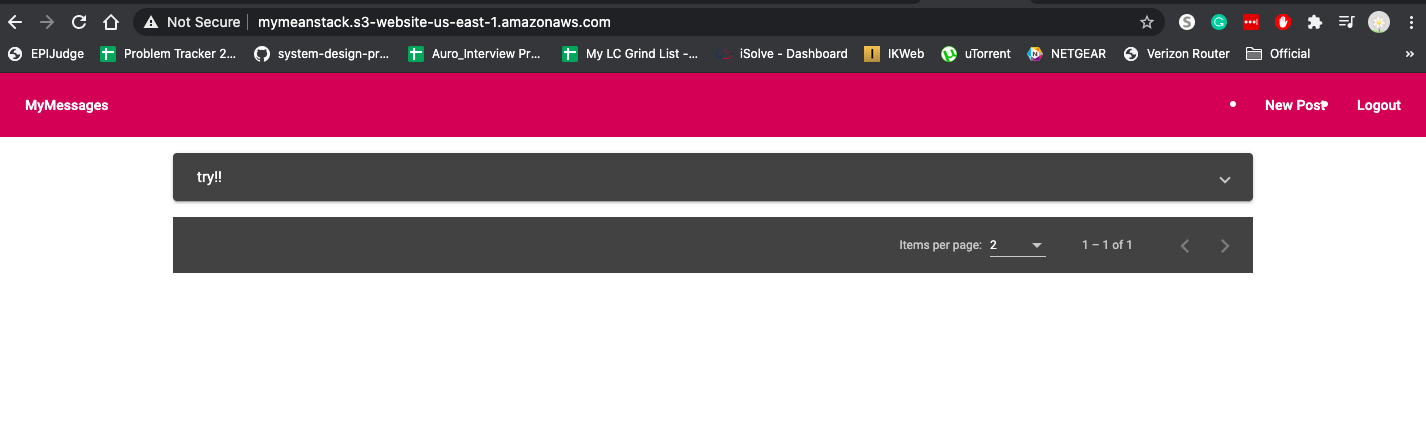 Not Secure mymeanstack.s3-website-us-east-1.amazonaws.com
EPIJudge Problem Tracker 2... system-design-pr... Auro_Interview Pr... My LC Grind List -... iSolve - Dashboard I IKWeb uTorrent NETGEAR Verizon Router Official »
MyMessages • New Post • Logout
try!!
Items per page: 2 1 – 1 of 1